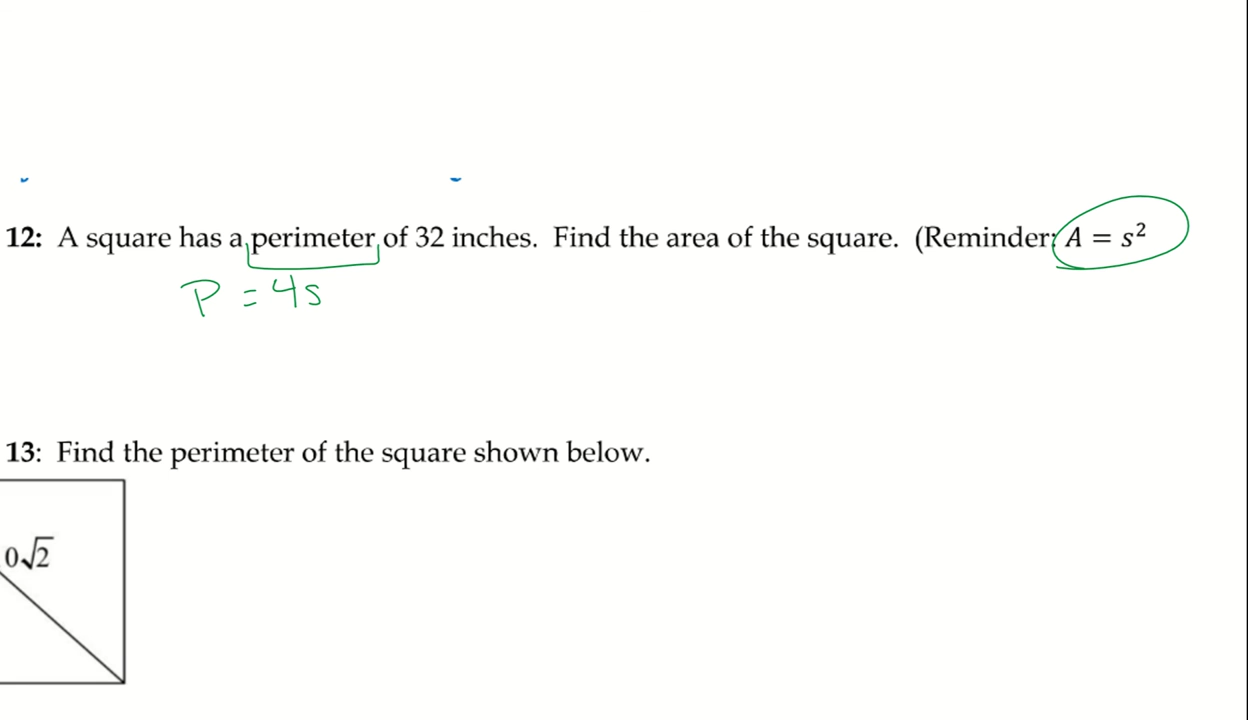 12: A square has a perimeter of 32 inches. Find the area of the square. (Reminder: A = s²
P = 4s
13: Find the perimeter of the square shown below.
0√2